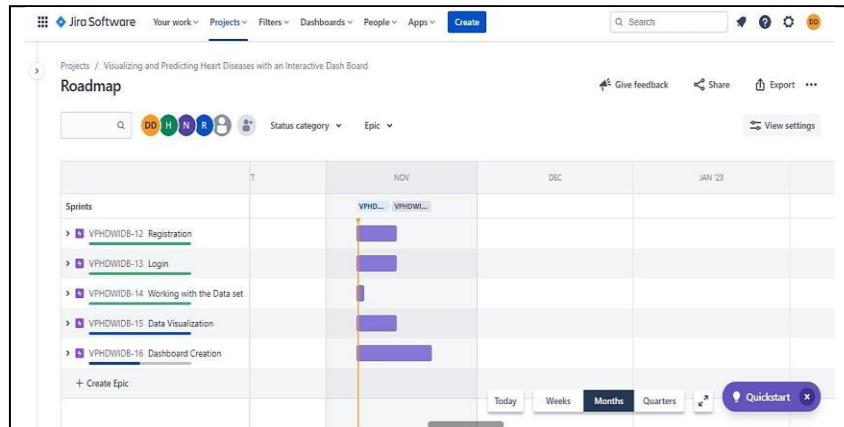 Jira Software Your work Projects Filters Dashboards People Apps Create Search DD
Projects / Visualizing and Predicting Heart Diseases with an Interactive Dash Board
Roadmap Give feedback Share Export
DD H N R Status category Epic View settings
T NOV DEC JAN '23
Sprints VPHD... VPHDWI...
VPHDWIDB-12 Registration
VPHDWIDB-13 Login
VPHDWIDB-14 Working with the Data set
VPHDWIDB-15 Data Visualization
VPHDWIDB-16 Dashboard Creation
+ Create Epic
Today Weeks Months Quarters Quickstart